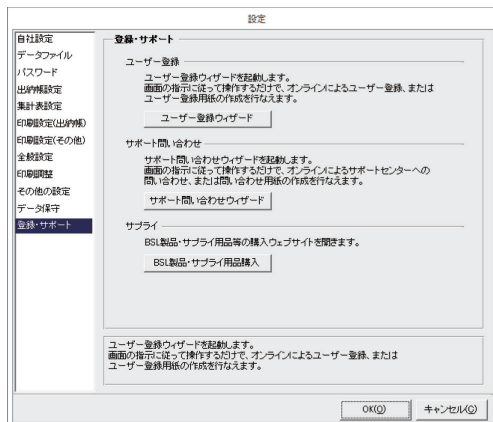 設定
自社設定
データファイル
パスワード
出納帳設定
集計表設定
印刷設定(出納帳)
印刷設定(その他)
全般設定
印刷調整
その他の設定
データ保守
登録・サポート
登録・サポート
ユーザー登録
ユーザー登録ウィザードを起動します。
画面の指示に従って操作するだけで、オンラインによるユーザー登録、または
ユーザー登録用紙の作成を行なえます。
ユーザー登録ウィザード
サポート問い合わせ
サポート問い合わせウィザードを起動します。
画面の指示に従って操作するだけで、オンラインによるサポートセンターへの
問い合わせ、または問い合わせ用紙の作成を行なえます。
サポート問い合わせウィザード
サプライ
BSL製品・サプライ用品等の購入ウェブサイトを開きます。
BSL製品・サプライ用品購入
ユーザー登録ウィザードを起動します。
画面の指示に従って操作するだけで、オンラインによるユーザー登録、または
ユーザー登録用紙の作成を行なえます。
OK(O)
キャンセル(C)